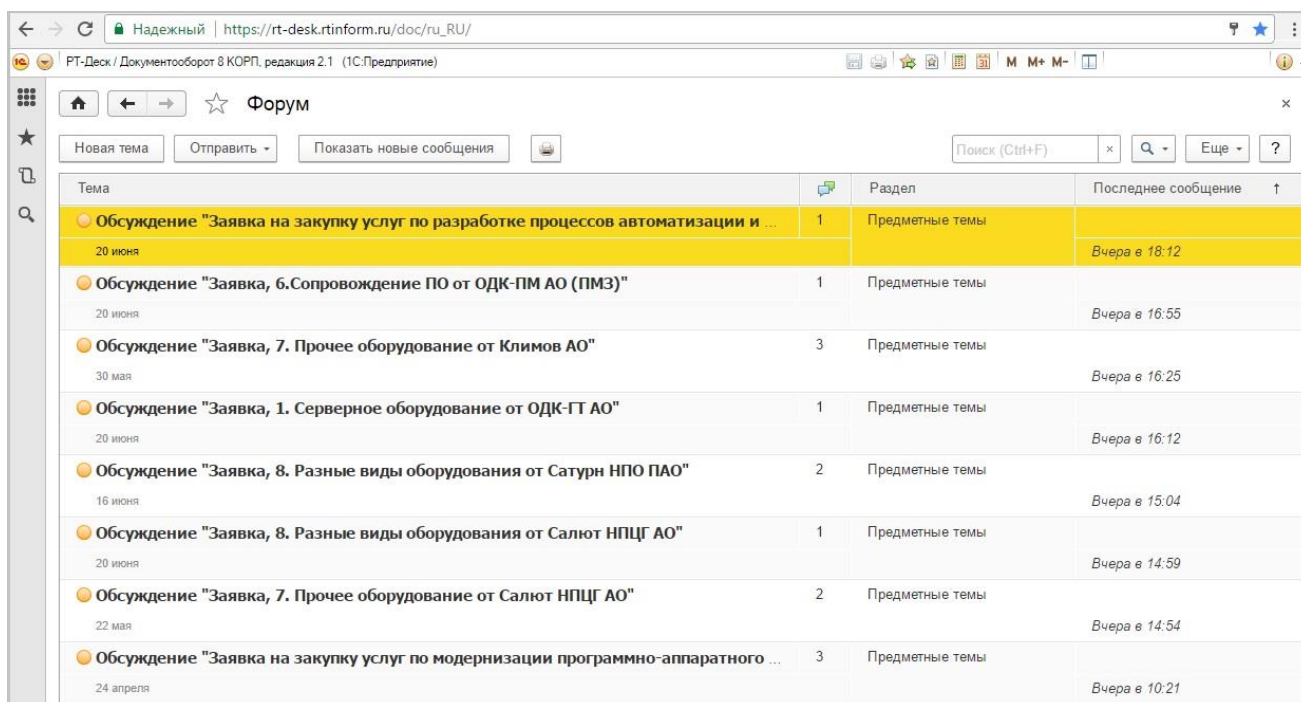 Надежный | https://rt-desk.rtinform.ru/doc/ru_RU/
1С РТ-Деск / Документооборот 8 КОРП, редакция 2.1 (1С:Предприятие) 31 M M+ M- i
Форум ×
Новая тема Отправить Показать новые сообщения Поиск (Ctrl+F) × Еще ?
Тема Раздел Последнее сообщение ↑
Обсуждение "Заявка на закупку услуг по разработке процессов автоматизации и ... 1 Предметные темы
20 июня Вчера в 18:12
Обсуждение "Заявка, 6.Сопровождение ПО от ОДК-ПМ АО (ПМЗ)" 1 Предметные темы
20 июня Вчера в 16:55
Обсуждение "Заявка, 7. Прочее оборудование от Климов АО" 3 Предметные темы
30 мая Вчера в 16:25
Обсуждение "Заявка, 1. Серверное оборудование от ОДК-ГТ АО" 1 Предметные темы
20 июня Вчера в 16:12
Обсуждение "Заявка, 8. Разные виды оборудования от Сатурн НПО ПАО" 2 Предметные темы
16 июня Вчера в 15:04
Обсуждение "Заявка, 8. Разные виды оборудования от Салют НПЦГ АО" 1 Предметные темы
20 июня Вчера в 14:59
Обсуждение "Заявка, 7. Прочее оборудование от Салют НПЦГ АО" 2 Предметные темы
22 мая Вчера в 14:54
Обсуждение "Заявка на закупку услуг по модернизации программно-аппаратного ... 3 Предметные темы
24 апреля Вчера в 10:21